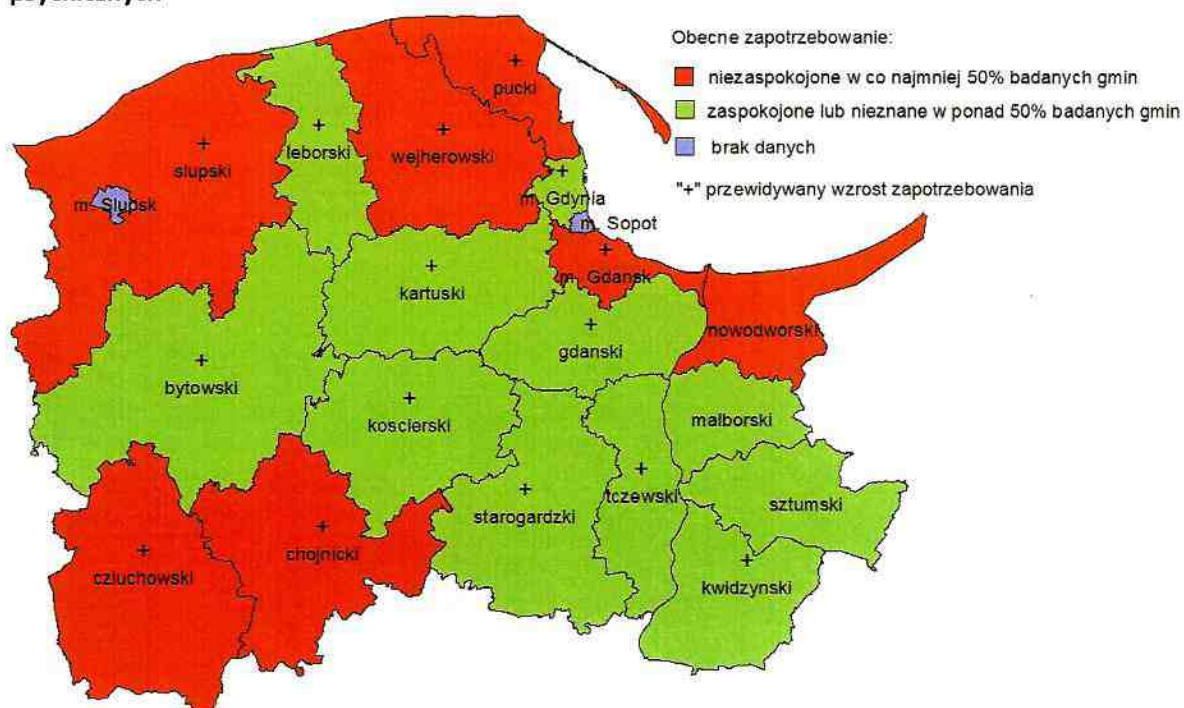 Obecne zapotrzebowanie:
niezaspokojone w co najmniej 50% badanych gmin
zaspokojone lub nieznane w ponad 50% badanych gmin
brak danych
"+" przewidywany wzrost zapotrzebowania
+
pucki
+
leborski
+
wejherowski
+
slupski
m. Slupsk
+
m. Gdynia
m. Sopot
+
m. Gdansk
+
kartuski
nowodworski
+
gdanski
+
bytowski
+
koscierski
malborski
+
tczewski
+
starogardzki
sztumski
+
chojnicki
+
czluchowski
+
kwidzynski